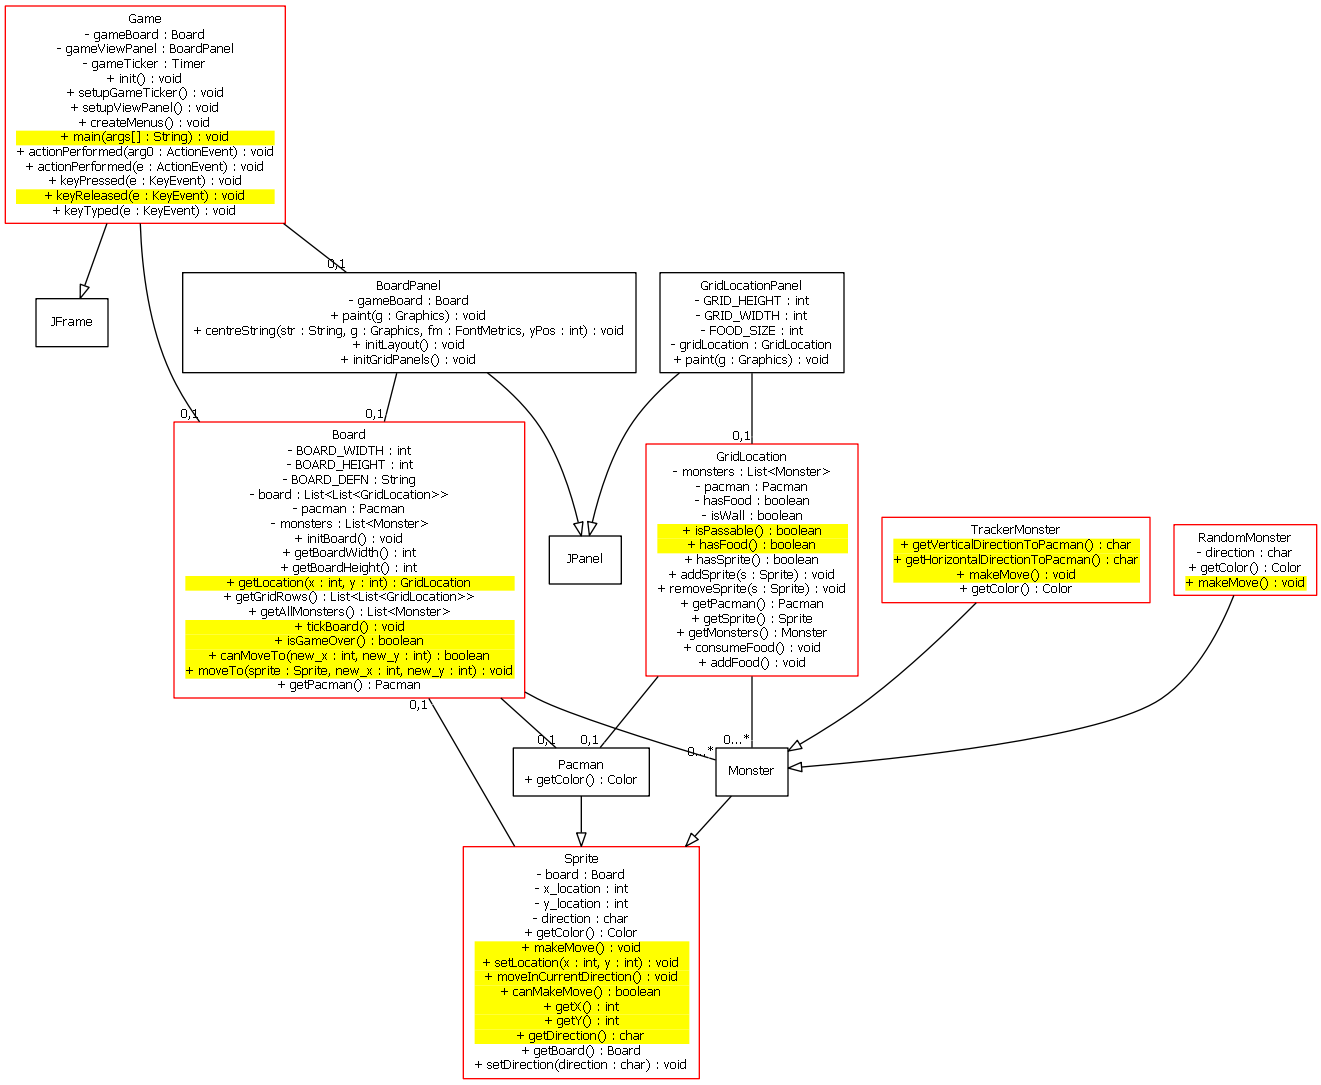 Game
- gameBoard : Board
- gameViewPanel : BoardPanel
- gameTicker : Timer
+ init() : void
+ setupGameTicker() : void
+ setupViewPanel() : void
+ createMenus() : void
+ main(args[] : String) : void
+ actionPerformed(arg0 : ActionEvent) : void
+ actionPerformed(e : ActionEvent) : void
+ keyPressed(e : KeyEvent) : void
+ keyReleased(e : KeyEvent) : void
+ keyTyped(e : KeyEvent) : void
0,1
JFrame
BoardPanel
- gameBoard : Board
+ paint(g : Graphics) : void
+ centreString(str : String, g : Graphics, fm : FontMetrics, yPos : int) : void
+ initLayout() : void
+ initGridPanels() : void
GridLocationPanel
- GRID_HEIGHT : int
- GRID_WIDTH : int
- FOOD_SIZE : int
- gridLocation : GridLocation
+ paint(g : Graphics) : void
0,1
0,1
0,1
Board
- BOARD_WIDTH : int
- BOARD_HEIGHT : int
- BOARD_DEFN : String
- board : List<List<GridLocation>>
- pacman : Pacman
- monsters : List<Monster>
+ initBoard() : void
+ getBoardWidth() : int
+ getBoardHeight() : int
+ getLocation(x : int, y : int) : GridLocation
+ getGridRows() : List<List<GridLocation>>
+ getAllMonsters() : List<Monster>
+ tickBoard() : void
+ isGameOver() : boolean
+ canMoveTo(new_x : int, new_y : int) : boolean
+ moveTo(sprite : Sprite, new_x : int, new_y : int) : void
+ getPacman() : Pacman
JPanel
GridLocation
- monsters : List<Monster>
- pacman : Pacman
- hasFood : boolean
- isWall : boolean
+ isPassable() : boolean
+ hasFood() : boolean
+ hasSprite() : boolean
+ addSprite(s : Sprite) : void
+ removeSprite(s : Sprite) : void
+ getPacman() : Pacman
+ getSprite() : Sprite
+ getMonsters() : Monster
+ consumeFood() : void
+ addFood() : void
TrackerMonster
+ getVerticalDirectionToPacman() : char
+ getHorizontalDirectionToPacman() : char
+ makeMove() : void
+ getColor() : Color
RandomMonster
- direction : char
+ getColor() : Color
+ makeMove() : void
0,1
0,1
0,1
0...*
0...*
Pacman
+ getColor() : Color
Monster
Sprite
- board : Board
- x_location : int
- y_location : int
- direction : char
+ getColor() : Color
+ makeMove() : void
+ setLocation(x : int, y : int) : void
+ moveInCurrentDirection() : void
+ canMakeMove() : boolean
+ getX() : int
+ getY() : int
+ getDirection() : char
+ getBoard() : Board
+ setDirection(direction : char) : void